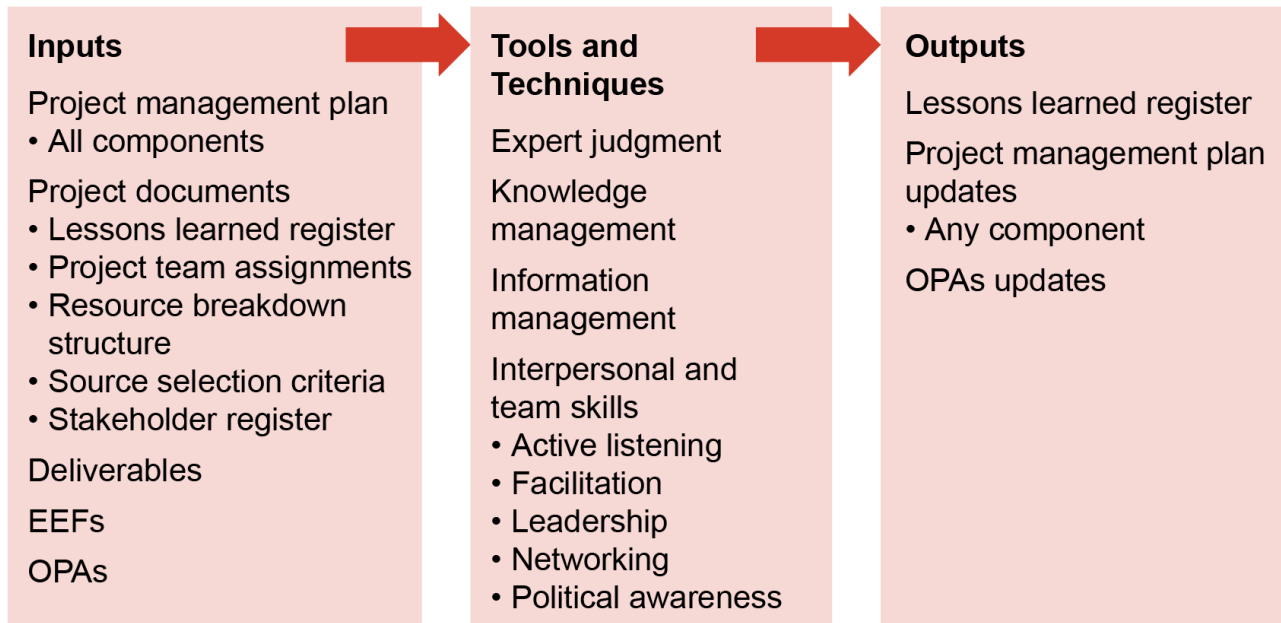 Inputs
Project management plan
• All components
Project documents
• Lessons learned register
• Project team assignments
• Resource breakdown
structure
• Source selection criteria
• Stakeholder register
Deliverables
EEFs
OPAs
Tools and
Techniques
Expert judgment
Knowledge
management
Information
management
Interpersonal and
team skills
• Active listening
• Facilitation
• Leadership
• Networking
• Political awareness
Outputs
Lessons learned register
Project management plan
updates
• Any component
OPAs updates